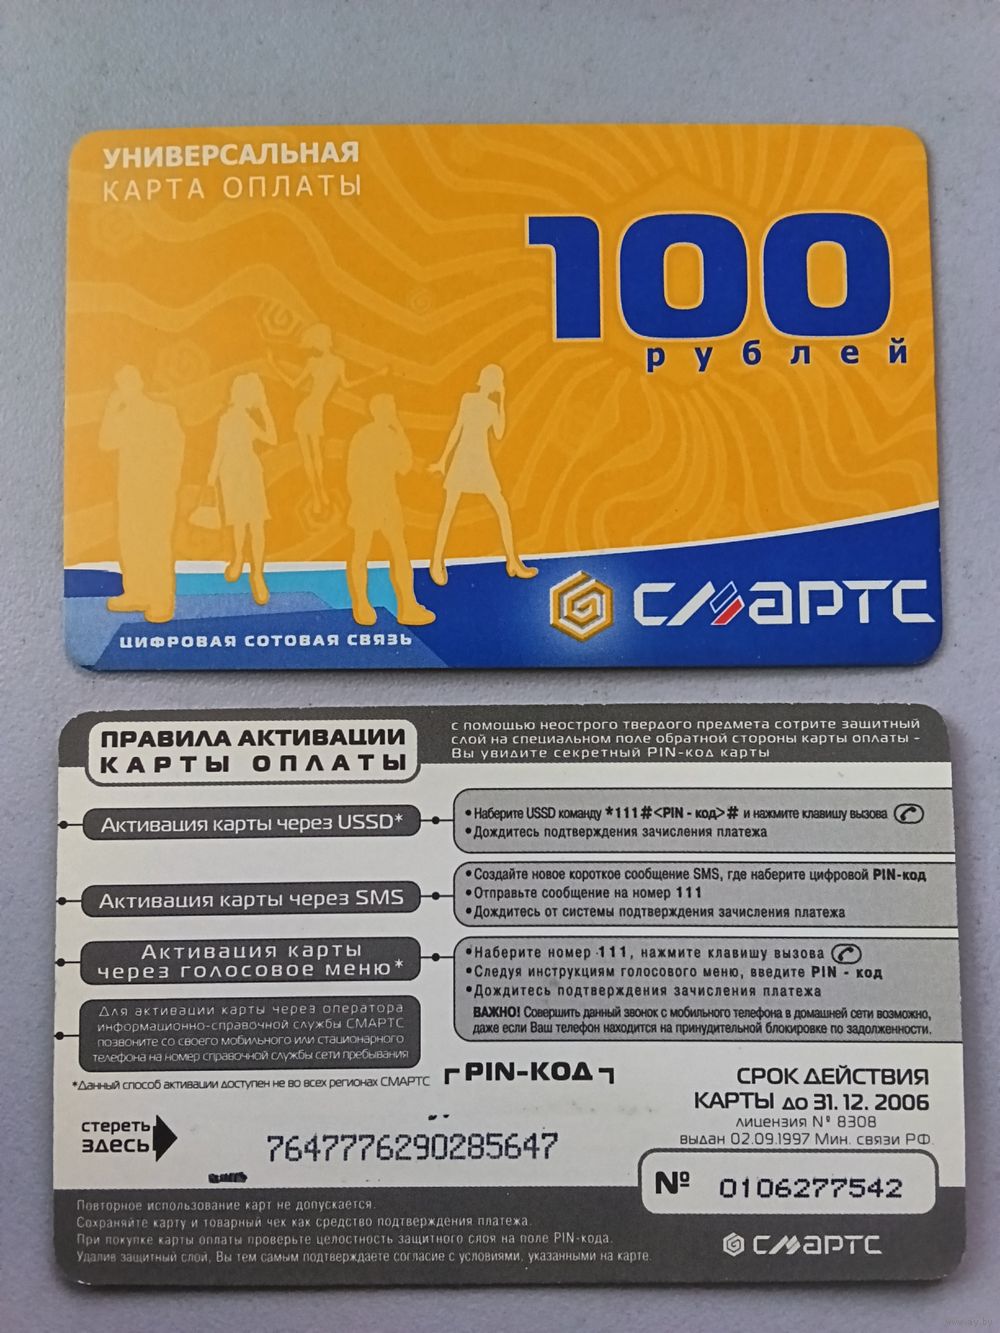 УНИВЕРСАЛЬНАЯ
КАРТА ОПЛАТЫ
100
рублей
СМАРТС
ЦИФРОВАЯ СОТОВАЯ СВЯЗЬ
ПРАВИЛА АКТИВАЦИИ
КАРТЫ ОПЛАТЫ
с помощью неострого твердого предмета сотрите защитный
слой на специальном поле обратной стороны карты оплаты -
Вы увидите секретный PIN-код карты
Активация карты через USSD*
• Наберите USSD команду *111#<PIN - код># и нажмите клавишу вызова
• Дождитесь подтверждения зачисления платежа
Активация карты через SMS
• Создайте новое короткое сообщение SMS, где наберите цифровой PIN-код
• Отправьте сообщение на номер 111
• Дождитесь от системы подтверждения зачисления платежа
Активация карты
через голосовое меню*
• Наберите номер 111, нажмите клавишу вызова
• Следуя инструкциям голосового меню, введите PIN - код
• Дождитесь подтверждения зачисления платежа
ВАЖНО! Совершить данный звонок с мобильного телефона в домашней сети возможно,
даже если Ваш телефон находится на принудительной блокировке по задолженности.
Для активации карты через оператора
информационно-справочной службы СМАРТС
позвоните со своего мобильного или стационарного
телефона на номер справочной службы сети пребывания
*Данный способ активации доступен не во всех регионах СМАРТС
PIN-КОД
СРОК ДЕЙСТВИЯ
КАРТЫ до 31. 12. 2006
лицензия № 8308
выдан 02.09.1997 Мин. связи РФ.
стереть
здесь
7647776290285647
№ 0106277542
Повторное использование карт не допускается.
Сохраняйте карту и товарный чек как средство подтверждения платежа.
При покупке карты оплаты проверьте целостность защитного слоя на поле PIN-кода.
Удалив защитный слой, Вы тем самым подтверждаете согласие с условиями, указанными на карте.
СМАРТС
www.ay.by